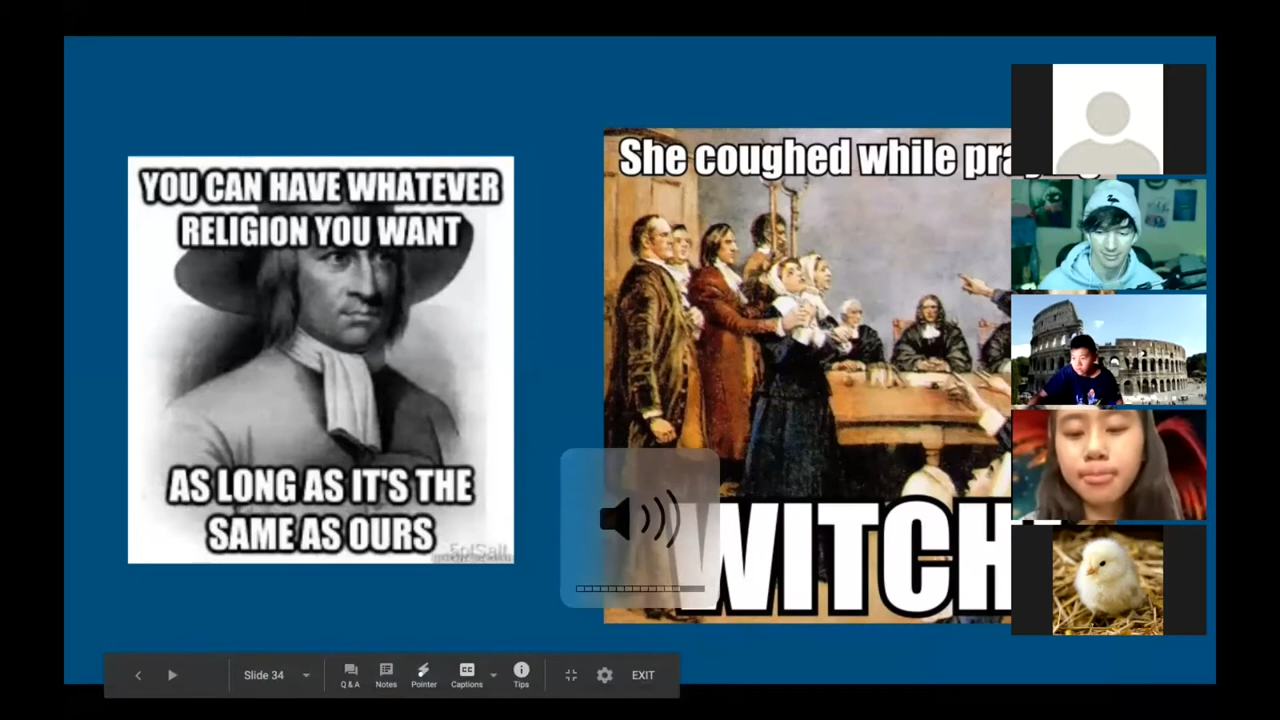 YOU CAN HAVE WHATEVER
RELIGION YOU WANT
AS LONG AS IT'S THE
SAME AS OURS
She coughed while
WITCH
Slide 34
Q & A
Notes
Pointer
Captions
CC
Tips
EXIT